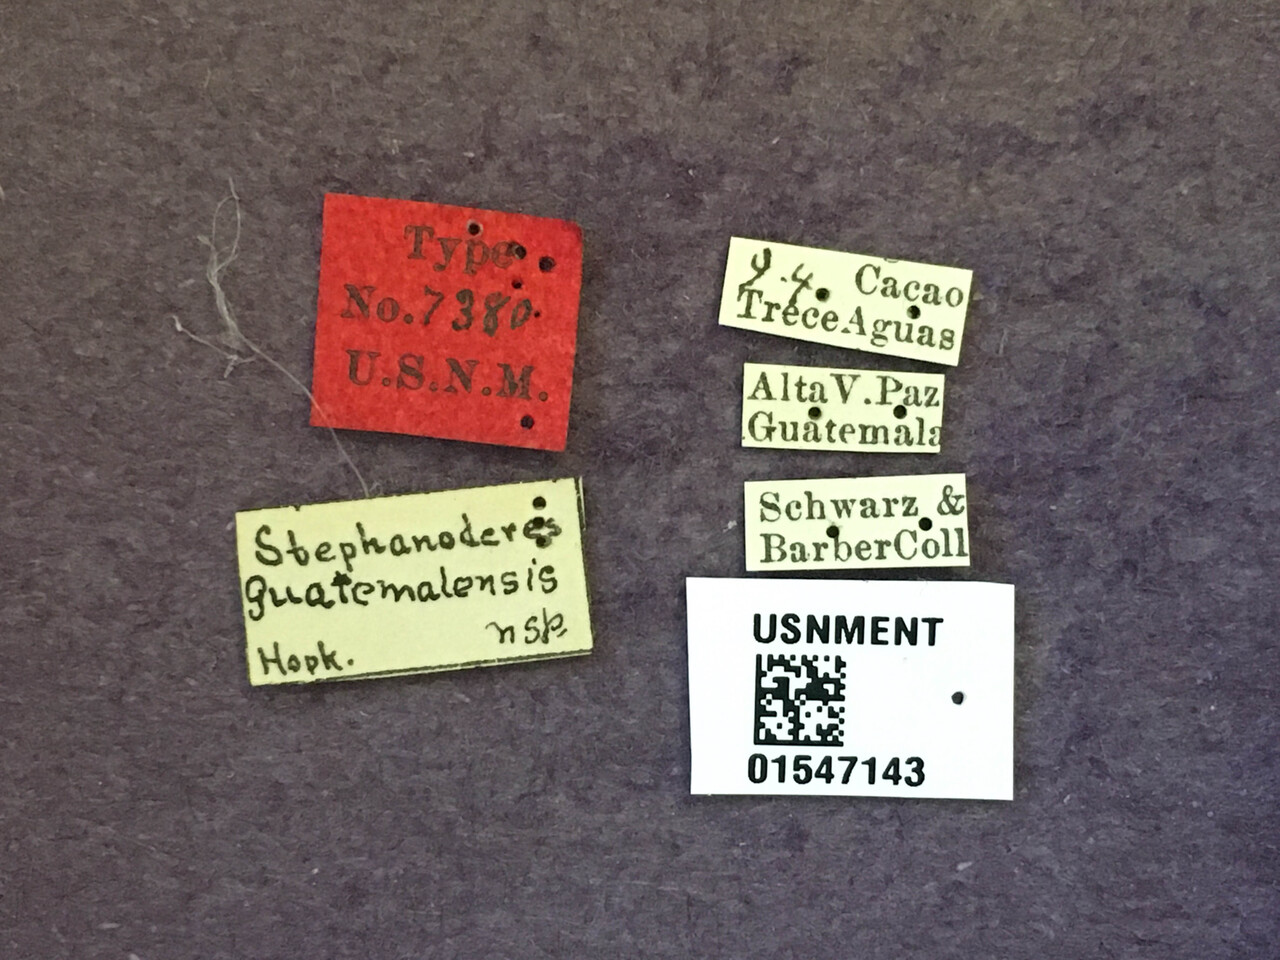 Type
No.7380.
U.S.N.M.
Stephanoderes
guatemalensis
nsp.
Hopk.
9.4. Cacao
TreceAguas
AltaV.Paz
Guatemala
Schwarz &
BarberColl
USNMENT
01547143